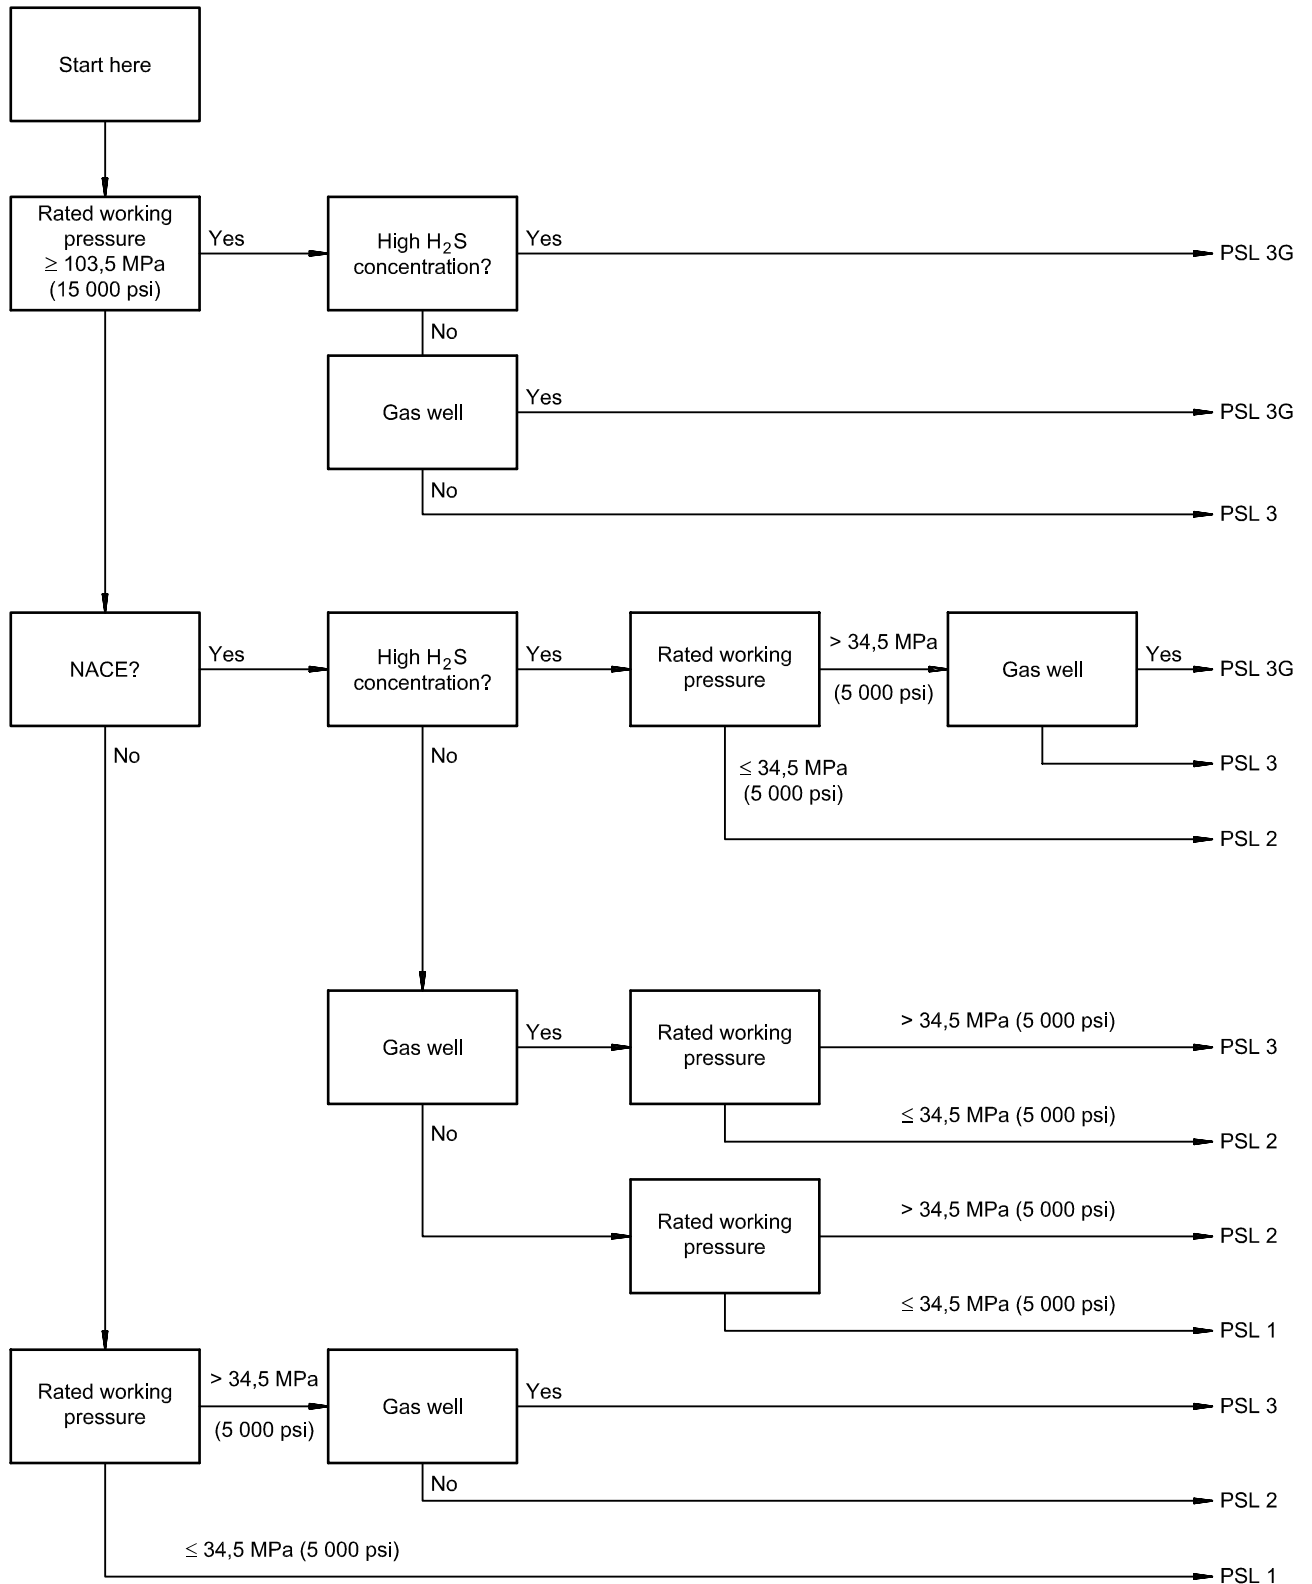 Start here
Rated working
pressure
≥ 103,5 MPa
(15 000 psi)
Yes
High H₂S
concentration?
Yes
PSL 3G
No
Gas well
Yes
PSL 3G
No
PSL 3
NACE?
Yes
High H₂S
concentration?
Yes
Rated working
pressure
> 34,5 MPa
(5 000 psi)
Gas well
Yes
PSL 3G
No
No
≤ 34,5 MPa
(5 000 psi)
PSL 3
PSL 2
Gas well
Yes
Rated working
pressure
> 34,5 MPa (5 000 psi)
PSL 3
≤ 34,5 MPa (5 000 psi)
PSL 2
No
Rated working
pressure
> 34,5 MPa (5 000 psi)
PSL 2
≤ 34,5 MPa (5 000 psi)
PSL 1
Rated working
pressure
> 34,5 MPa
(5 000 psi)
Gas well
Yes
PSL 3
No
PSL 2
≤ 34,5 MPa (5 000 psi)
PSL 1